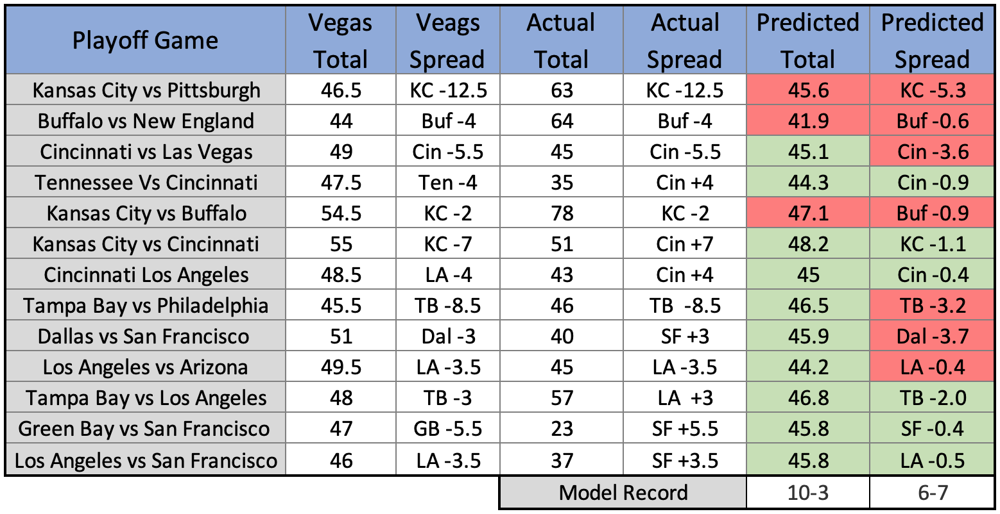 Playoff Game Vegas Total Veags Spread Actual Total Actual Spread Predicted Total Predicted Spread
Kansas City vs Pittsburgh 46.5 KC -12.5 63 KC -12.5 45.6 KC -5.3
Buffalo vs New England 44 Buf -4 64 Buf -4 41.9 Buf -0.6
Cincinnati vs Las Vegas 49 Cin -5.5 45 Cin -5.5 45.1 Cin -3.6
Tennessee Vs Cincinnati 47.5 Ten -4 35 Cin +4 44.3 Cin -0.9
Kansas City vs Buffalo 54.5 KC -2 78 KC -2 47.1 Buf -0.9
Kansas City vs Cincinnati 55 KC -7 51 Cin +7 48.2 KC -1.1
Cincinnati Los Angeles 48.5 LA -4 43 Cin +4 45 Cin -0.4
Tampa Bay vs Philadelphia 45.5 TB -8.5 46 TB -8.5 46.5 TB -3.2
Dallas vs San Francisco 51 Dal -3 40 SF +3 45.9 Dal -3.7
Los Angeles vs Arizona 49.5 LA -3.5 45 LA -3.5 44.2 LA -0.4
Tampa Bay vs Los Angeles 48 TB -3 57 LA +3 46.8 TB -2.0
Green Bay vs San Francisco 47 GB -5.5 23 SF +5.5 45.8 SF -0.4
Los Angeles vs San Francisco 46 LA -3.5 37 SF +3.5 45.8 LA -0.5
Model Record 10-3 6-7